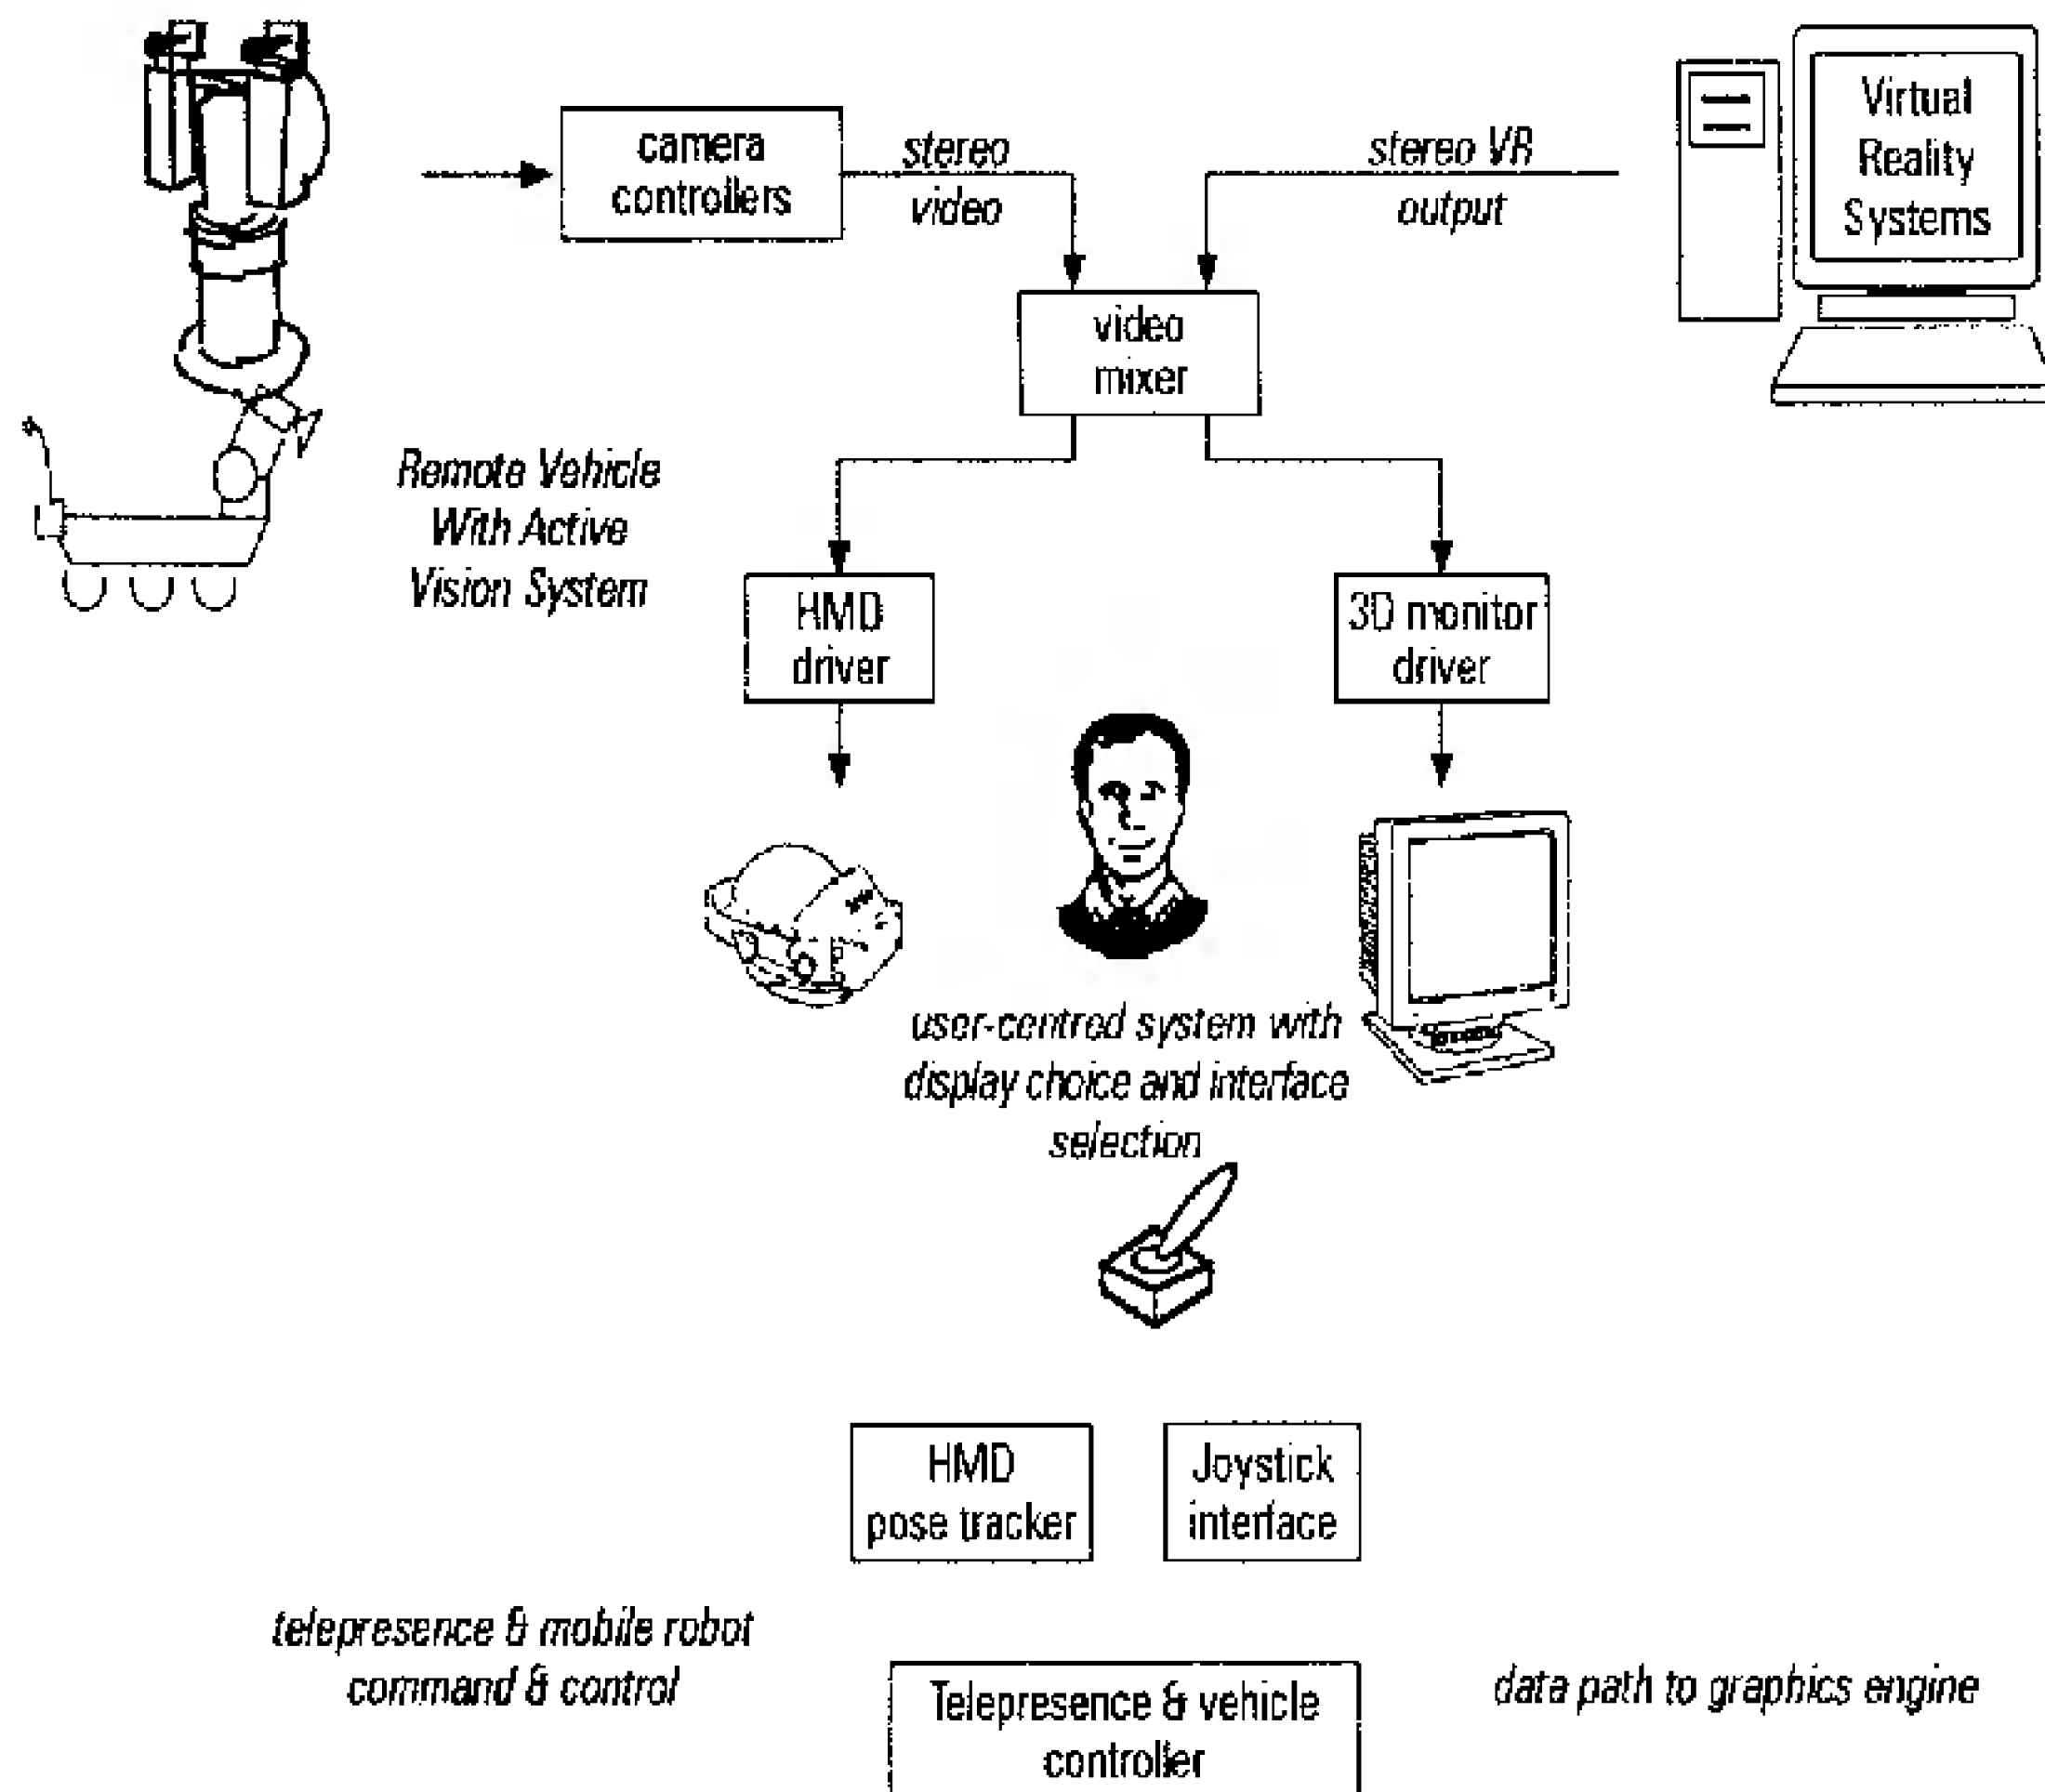 camera
controllers
stereo
video
stereo VR
output
Virtual
Reality
Systems
video
mixer
Remote Vehicle
With Active
Vision System
HMD
driver
3D monitor
driver
user-centred system with
display choice and interface
selection
HMD
pose tracker
Joystick
interface
telepresence & mobile robot
command & control
Telepresence & vehicle
controller
data path to graphics engine